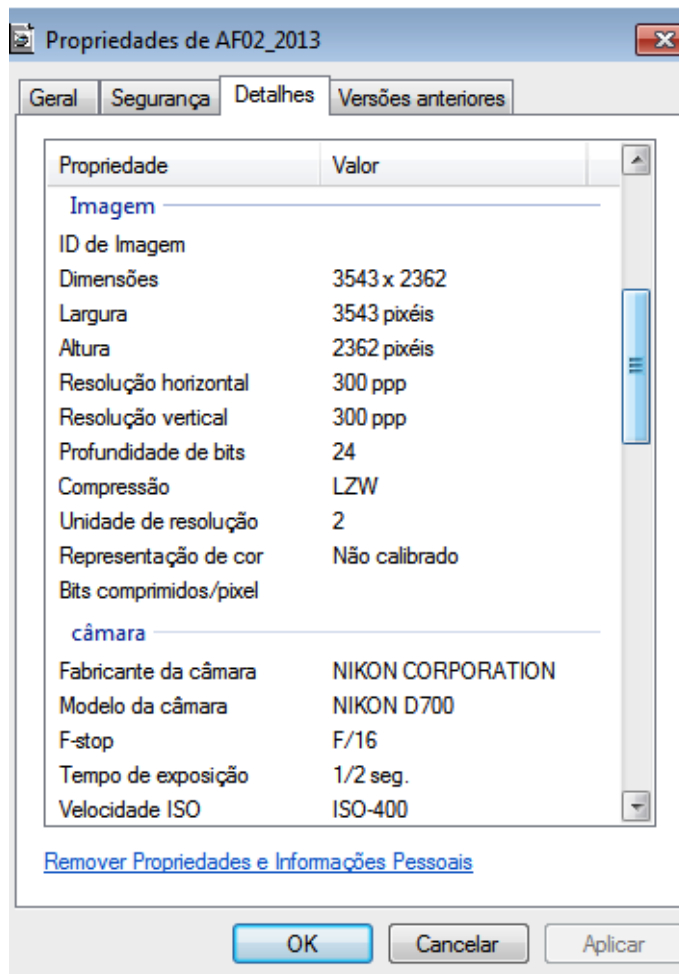 Propriedades de AF02_2013
Geral Segurança Detalhes Versões anteriores
Propriedade Valor
Imagem
ID de Imagem
Dimensões 3543 x 2362
Largura 3543 pixéis
Altura 2362 pixéis
Resolução horizontal 300 ppp
Resolução vertical 300 ppp
Profundidade de bits 24
Compressão LZW
Unidade de resolução 2
Representação de cor Não calibrado
Bits comprimidos/pixel
câmara
Fabricante da câmara NIKON CORPORATION
Modelo da câmara NIKON D700
F-stop F/16
Tempo de exposição 1/2 seg.
Velocidade ISO ISO-400
Remover Propriedades e Informações Pessoais
OK Cancelar Aplicar